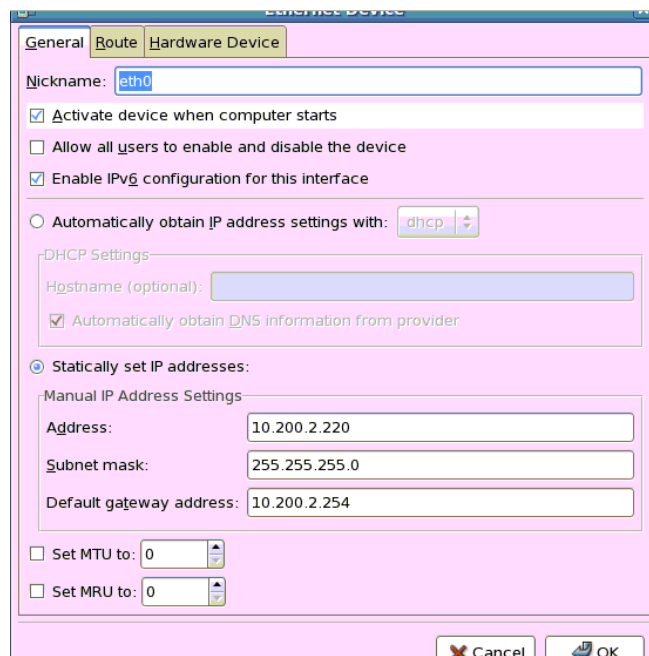 Ethernet Device
General Route Hardware Device
Nickname: eth0
Activate device when computer starts
Allow all users to enable and disable the device
Enable IPv6 configuration for this interface
Automatically obtain IP address settings with: dhcp
DHCP Settings
Hostname (optional):
Automatically obtain DNS information from provider
Statically set IP addresses:
Manual IP Address Settings
Address: 10.200.2.220
Subnet mask: 255.255.255.0
Default gateway address: 10.200.2.254
Set MTU to: 0
Set MRU to: 0
Cancel OK